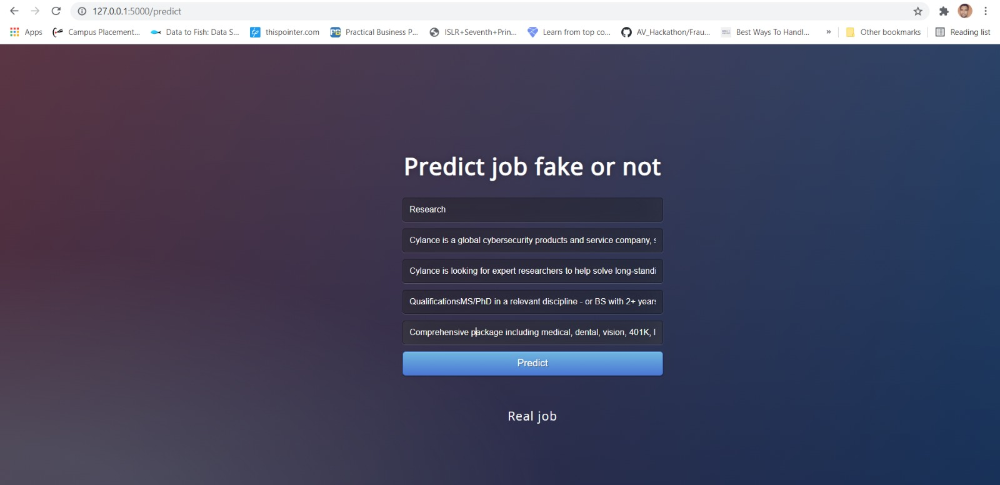 127.0.0.1:5000/predict
Apps Campus Placement... Data to Fish: Data S... thispointer.com Practical Business P... ISLR+Seventh+Prin... Learn from top co... AV_Hackathon/Frau... Best Ways To Handl... » Other bookmarks Reading list
Predict job fake or not
Research
Cylance is a global cybersecurity products and service company, s
Cylance is looking for expert researchers to help solve long-standi
QualificationsMS/PhD in a relevant discipline - or BS with 2+ years
Comprehensive package including medical, dental, vision, 401K, l
Predict
Real job